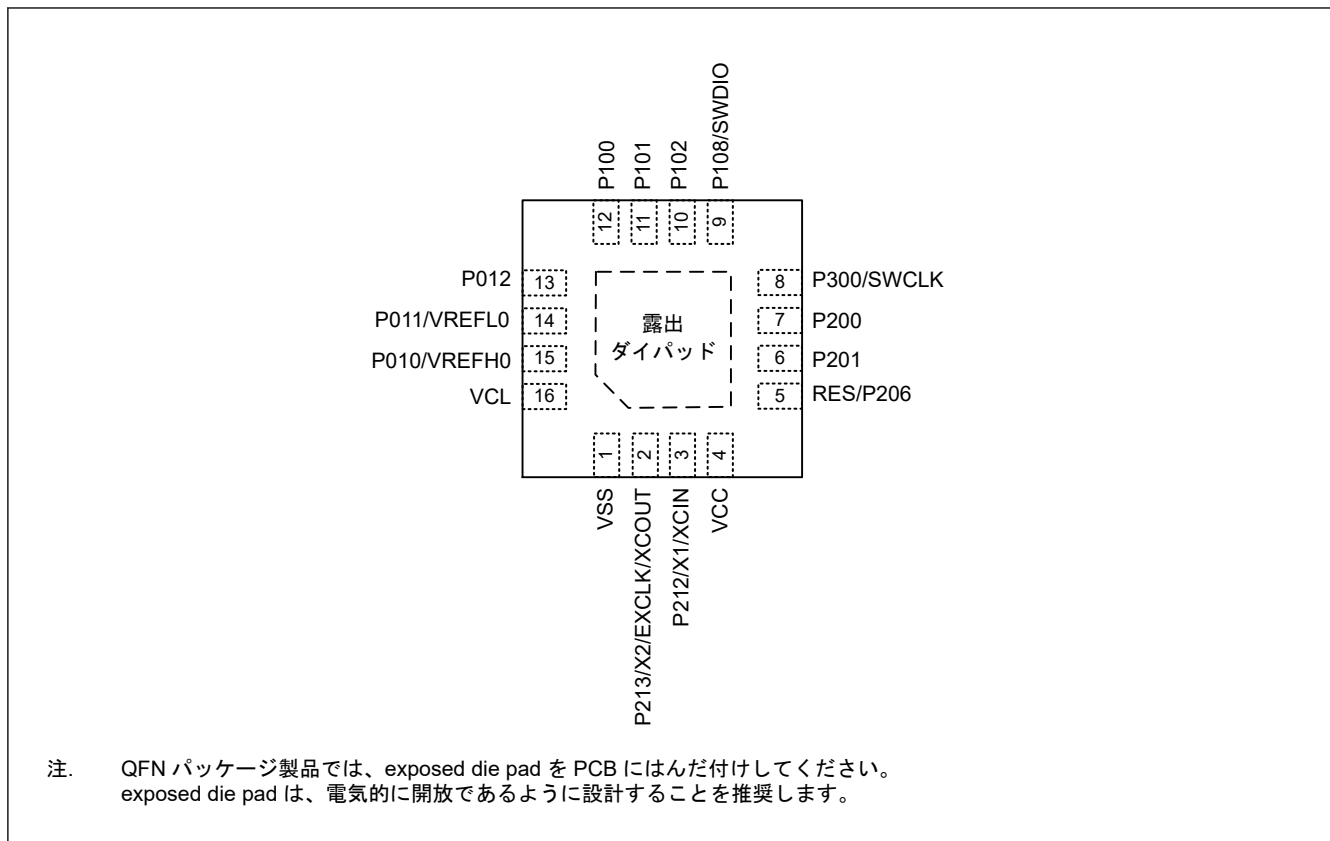 P100
P101
P102
P108/SWDIO
12
11
10
9
P012
13
P011/VREFL0
14
P010/VREFH0
15
VCL
16
露出
ダイパッド
8
P300/SWCLK
7
P200
6
P201
5
RES/P206
1
2
3
4
VSS
P213/X2/EXCLK/XCOUT
P212/X1/XCIN
VCC
注. QFN パッケージ製品では、exposed die pad を PCB にはんだ付けしてください。
exposed die pad は、電気的に開放であるように設計することを推奨します。